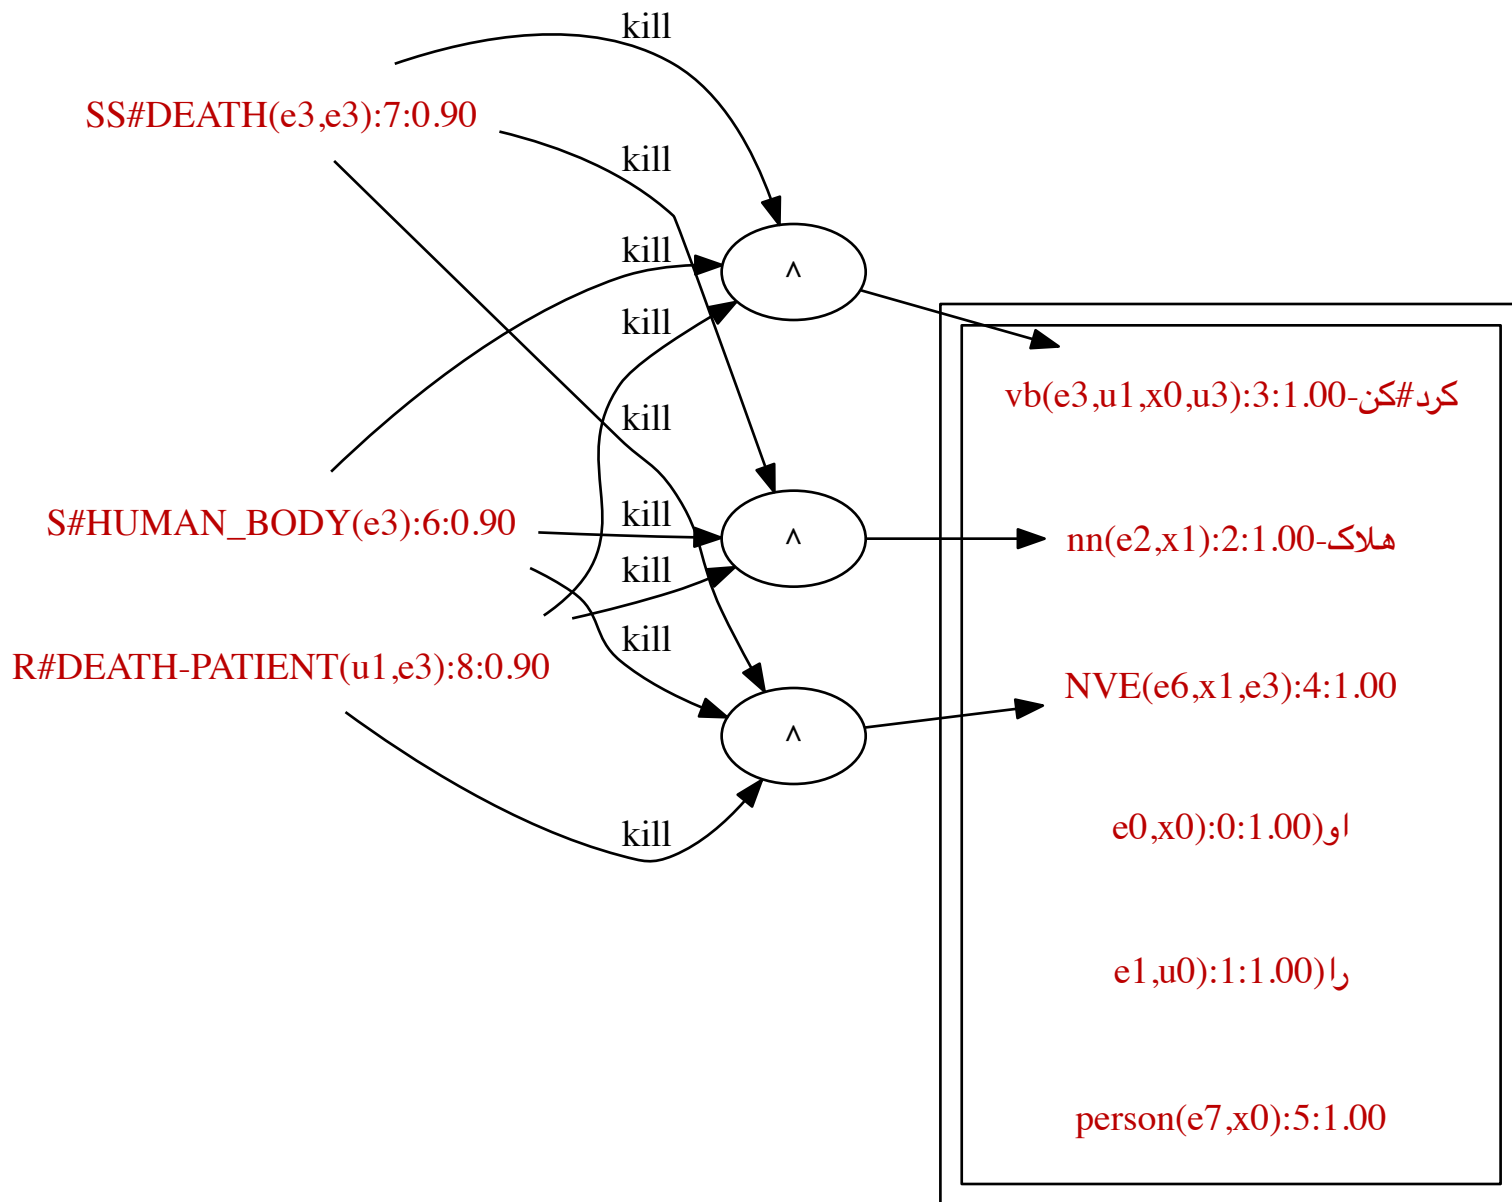 kill
SS#DEATH(e3,e3):7:0.90
kill
kill
^
kill
kill
کرد#کن-vb(e3,u1,x0,u3):3:1.00
S#HUMAN_BODY(e3):6:0.90
kill
^
هلاک-nn(e2,x1):2:1.00
kill
kill
R#DEATH-PATIENT(u1,e3):8:0.90
NVE(e6,x1,e3):4:1.00
^
kill
او(e0,x0):0:1.00
را(e1,u0):1:1.00
person(e7,x0):5:1.00